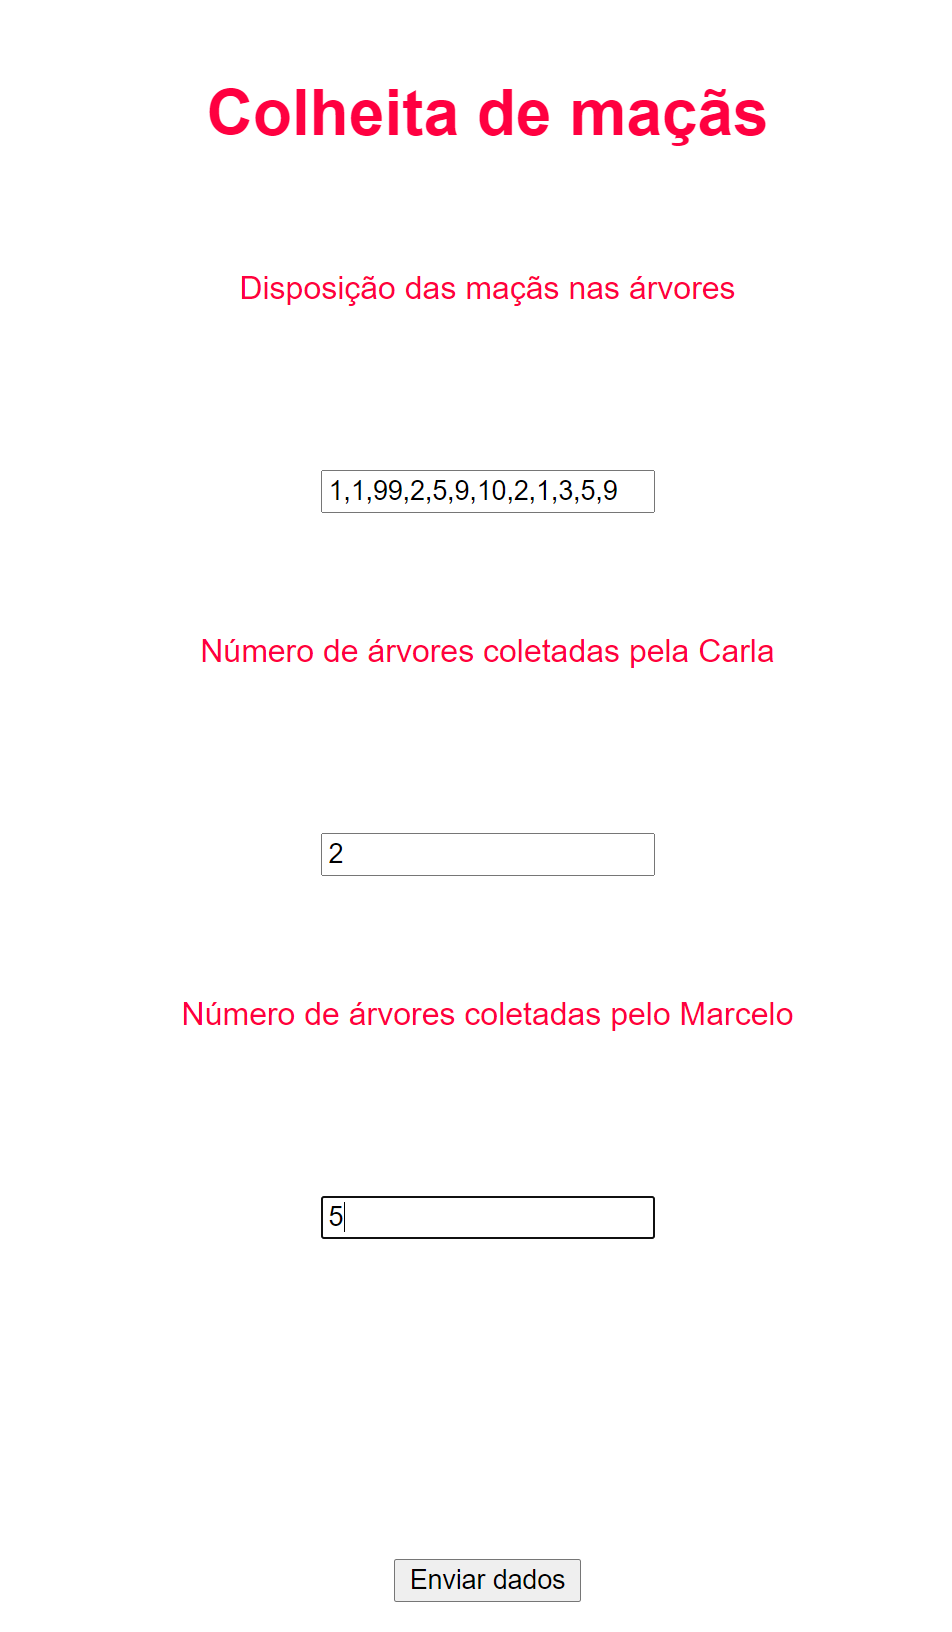 Colheita de maçãs
Disposição das maçãs nas árvores
1,1,99,2,5,9,10,2,1,3,5,9
Número de árvores coletadas pela Carla
2
Número de árvores coletadas pelo Marcelo
5
Enviar dados